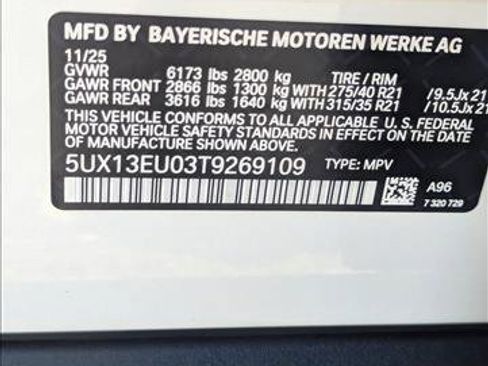 MFD BY BAYERISCHE MOTOREN WERKE AG
11/25
GVWR 6173 lbs 2800 kg TIRE / RIM
GAWR FRONT 2866 lbs 1300 kg WITH 275/40 R21 /9.5Jx21
GAWR REAR 3616 lbs 1640 kg WITH 315/35 R21 /10.5Jx21
THIS VEHICLE CONFORMS TO ALL APPLICABLE U. S. FEDERAL
MOTOR VEHICLE SAFETY STANDARDS IN EFFECT ON THE DATE
OF MANUFACTURE SHOWN ABOVE.
5UX13EU03T9269109 TYPE: MPV
A96
7 320 729